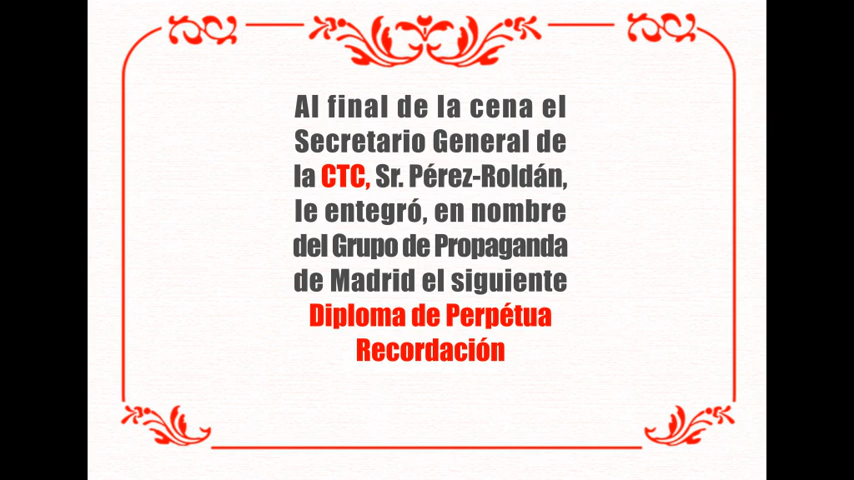 Al final de la cena el
Secretario General de
la CTC, Sr. Pérez-Roldán,
le entegró, en nombre
del Grupo de Propaganda
de Madrid el siguiente
Diploma de Perpétua
Recordación